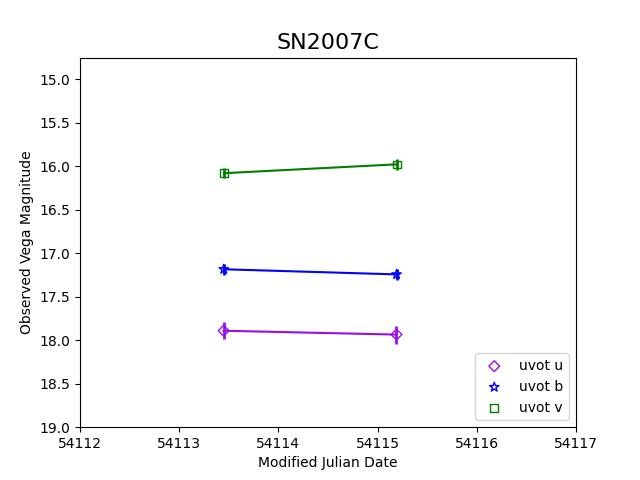 SN2007C
Observed Vega Magnitude
15.0
15.5
16.0
16.5
17.0
17.5
18.0
18.5
19.0
uvot u
uvot b
uvot v
54112 54113 54114 54115 54116 54117
Modified Julian Date